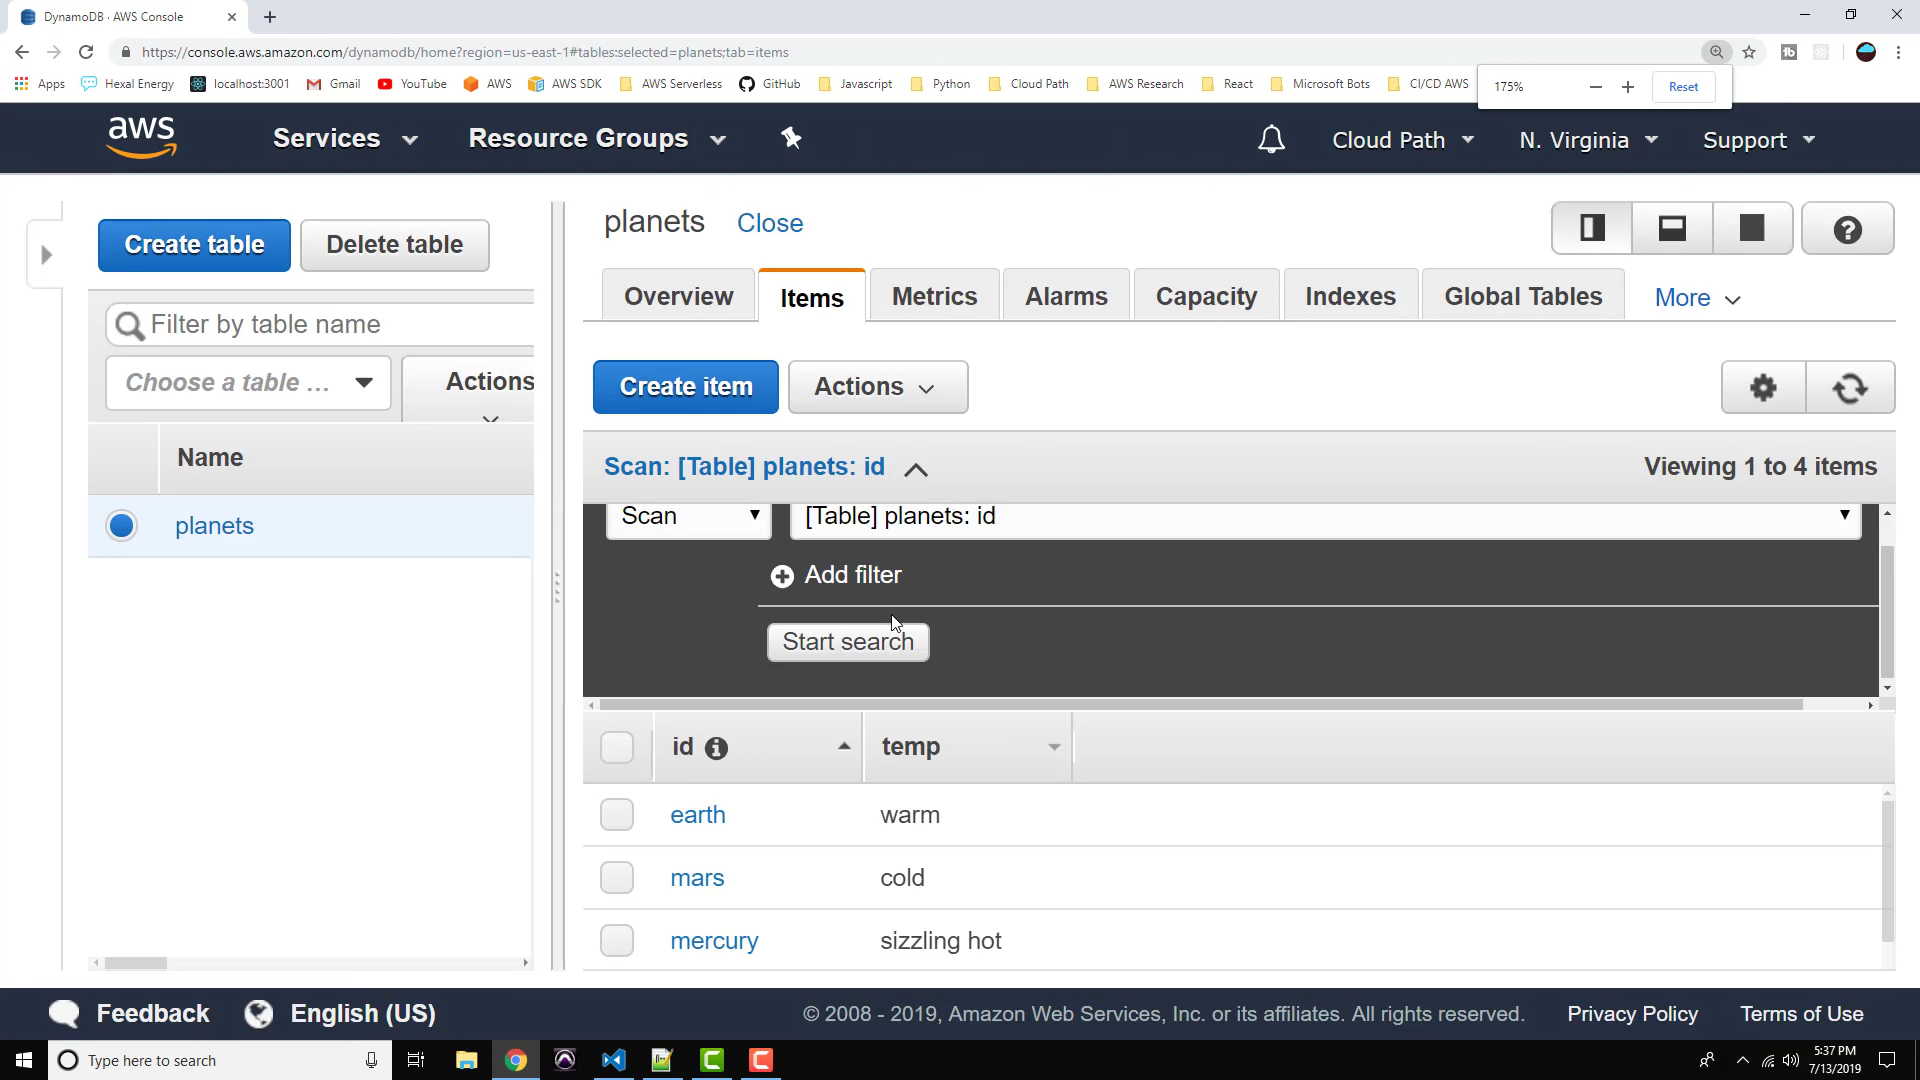 DynamoDB · AWS Console
https://console.aws.amazon.com/dynamodb/home?region=us-east-1#tables:selected=planets;tab=items
Apps Hexal Energy localhost:3001 Gmail YouTube AWS AWS SDK AWS Serverless GitHub Javascript Python Cloud Path AWS Research React Microsoft Bots CI/CD AWS
175% Reset
aws Services Resource Groups Cloud Path N. Virginia Support
Create table Delete table
Filter by table name
Choose a table ... Actions
Name
planets
planets Close
Overview Items Metrics Alarms Capacity Indexes Global Tables More
Create item Actions
Scan: [Table] planets: id Viewing 1 to 4 items
Scan [Table] planets: id
Add filter
Start search
id temp
earth warm
mars cold
mercury sizzling hot
Feedback English (US) © 2008 - 2019, Amazon Web Services, Inc. or its affiliates. All rights reserved. Privacy Policy Terms of Use
Type here to search
5:37 PM
7/13/2019